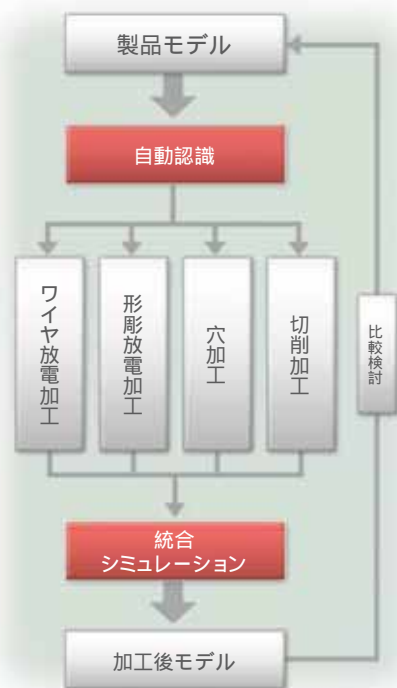 製品モデル
自動認識
ワイヤ放電加工
形彫放電加工
穴加工
切削加工
比較検討
統合
シミュレーション
加工後モデル